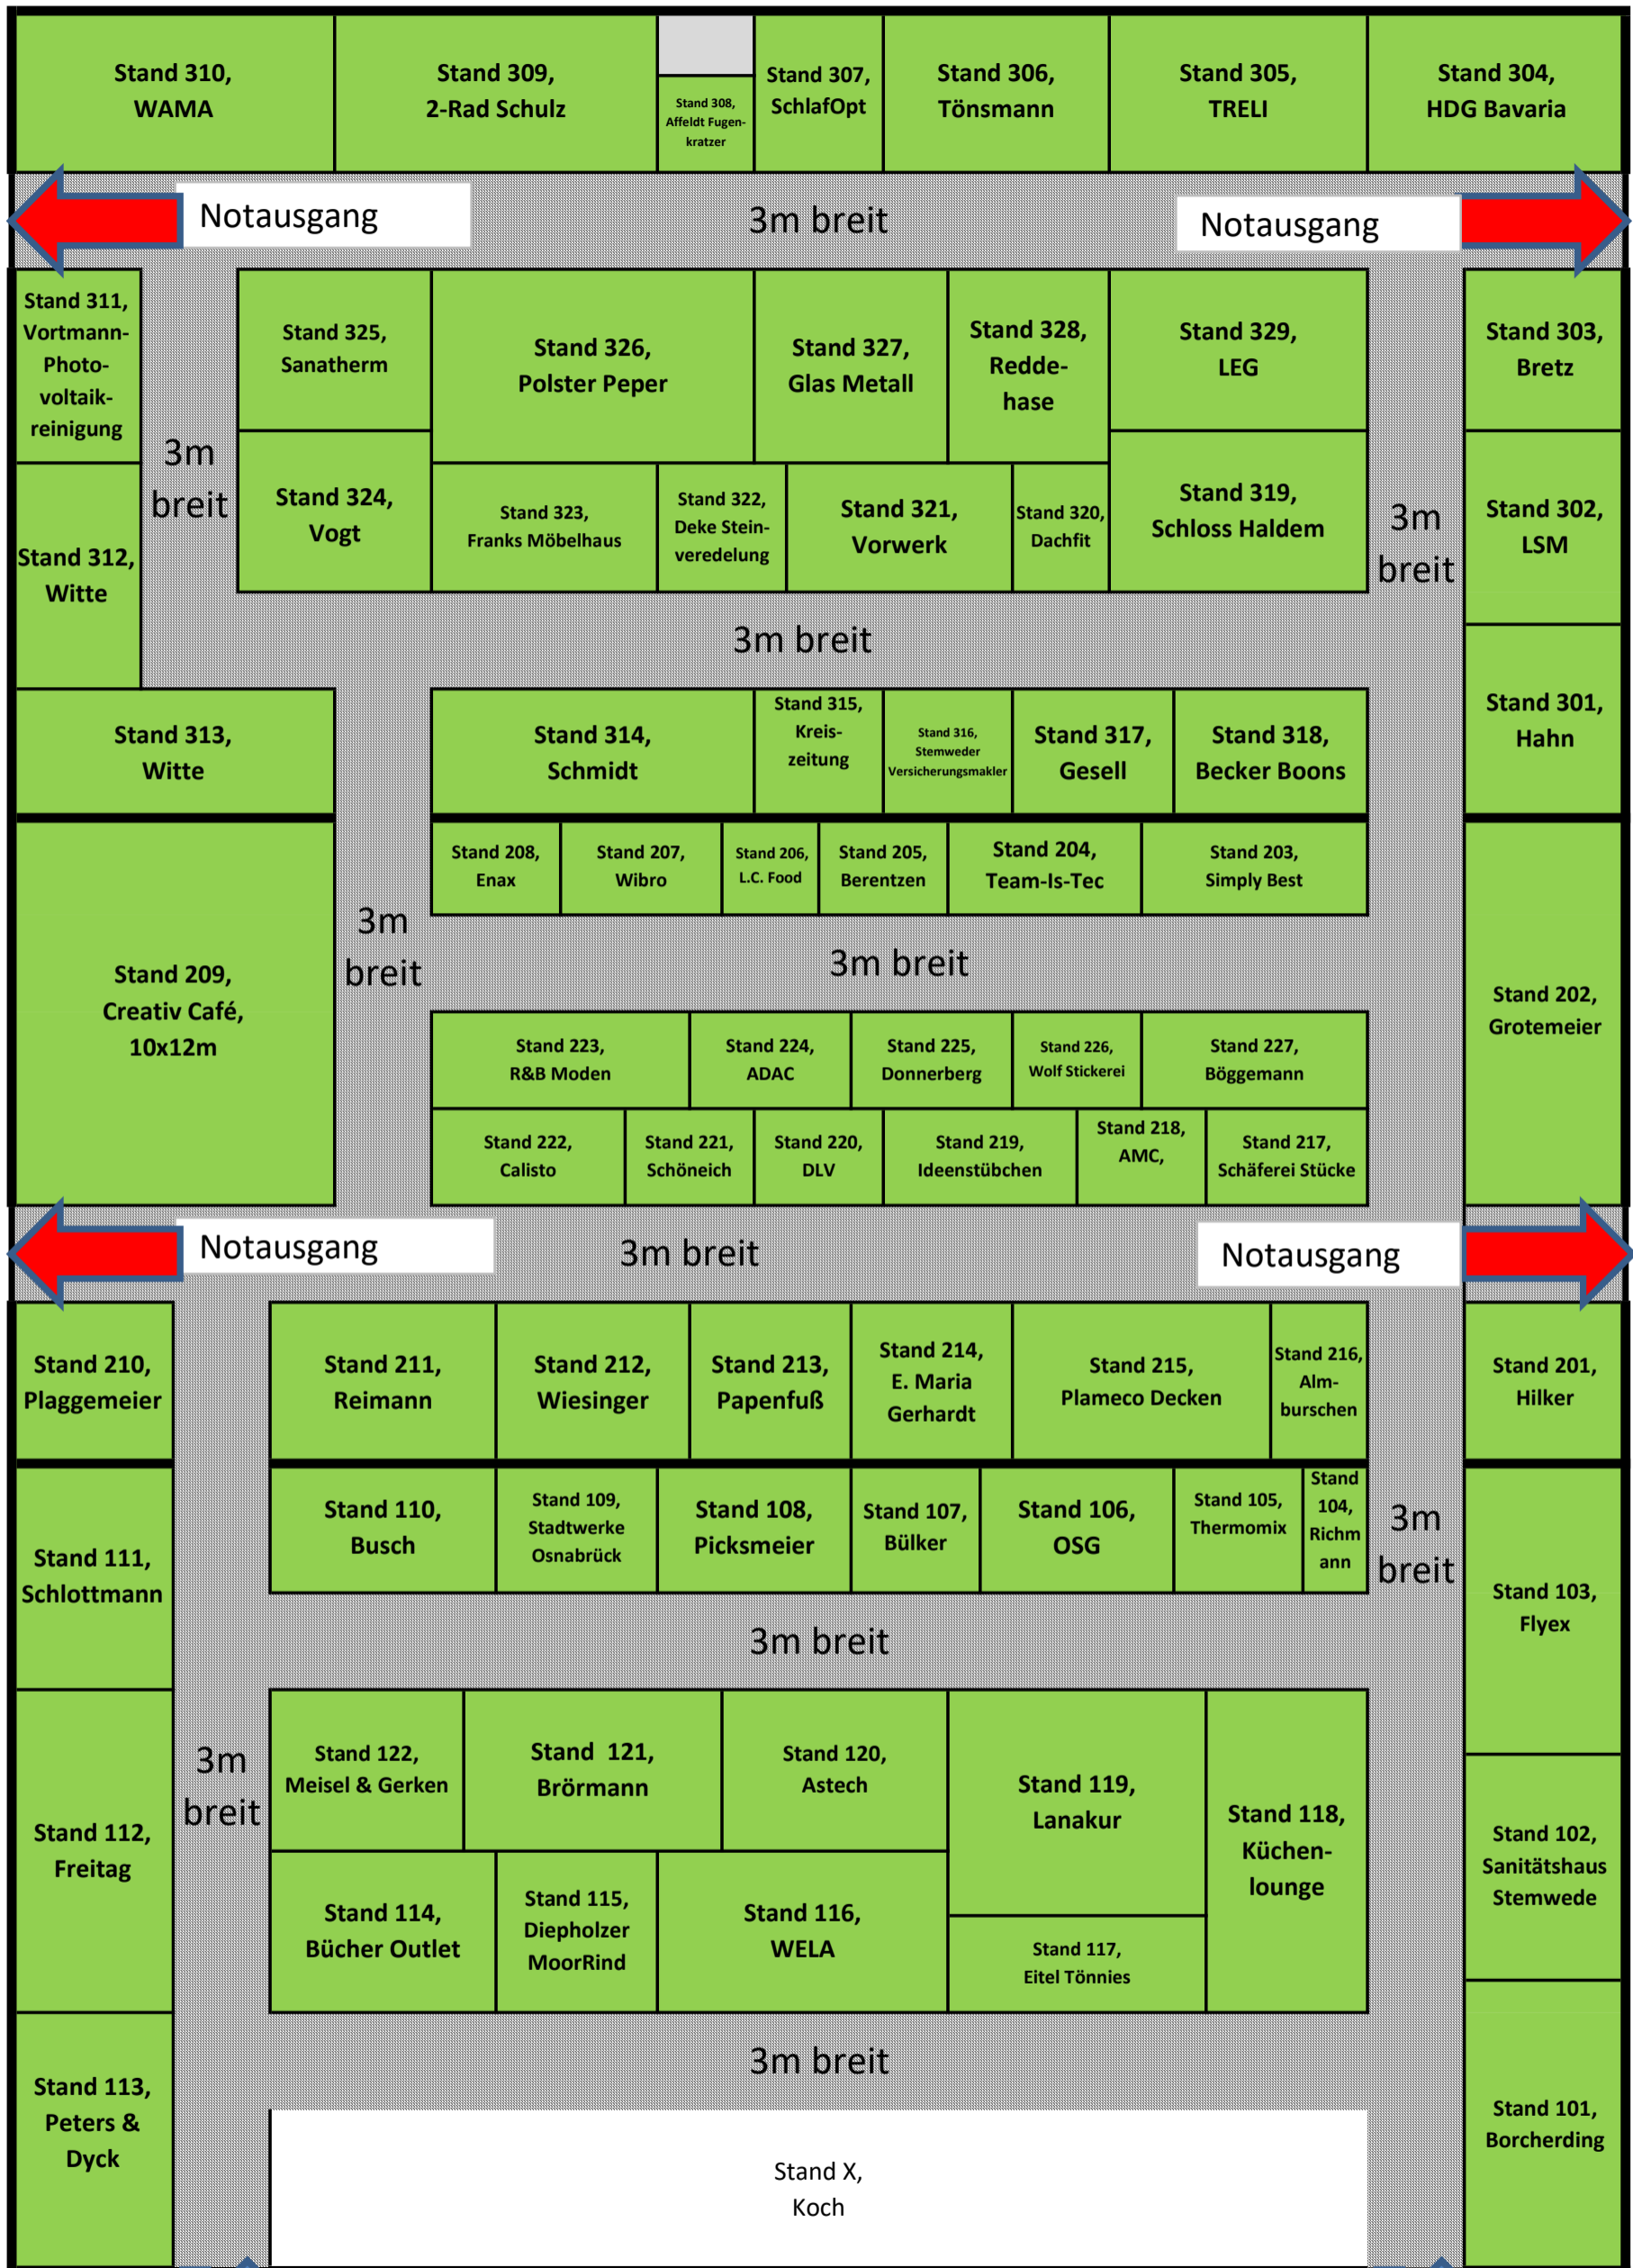 Stand 310,
WAMA
Stand 309,
2-Rad Schulz
Stand 308,
Affeldt Fugen-
kratzer
Stand 307,
SchlafOpt
Stand 306,
Tönsmann
Stand 305,
TRELI
Stand 304,
HDG Bavaria
Notausgang
3m breit
Notausgang
Stand 311,
Vortmann-
Photo-
voltaik-
reinigung
3m
breit
Stand 325,
Sanatherm
Stand 326,
Polster Peper
Stand 327,
Glas Metall
Stand 328,
Redde-
hase
Stand 329,
LEG
Stand 303,
Bretz
Stand 312,
Witte
Stand 324,
Vogt
Stand 323,
Franks Möbelhaus
Stand 322,
Deke Stein-
veredelung
Stand 321,
Vorwerk
Stand 320,
Dachfit
Stand 319,
Schloss Haldem
3m
breit
Stand 302,
LSM
3m breit
Stand 313,
Witte
Stand 314,
Schmidt
Stand 315,
Kreis-
zeitung
Stand 316,
Stemweder
Versicherungsmakler
Stand 317,
Gesell
Stand 318,
Becker Boons
Stand 301,
Hahn
Stand 208,
Enax
Stand 207,
Wibro
Stand 206,
L.C. Food
Stand 205,
Berentzen
Stand 204,
Team-Is-Tec
Stand 203,
Simply Best
Stand 209,
Creativ Café,
10x12m
3m
breit
3m breit
Stand 202,
Grotemeier
Stand 223,
R&B Moden
Stand 224,
ADAC
Stand 225,
Donnerberg
Stand 226,
Wolf Stickerei
Stand 227,
Böggemann
Stand 222,
Calisto
Stand 221,
Schöneich
Stand 220,
DLV
Stand 219,
Ideenstübchen
Stand 218,
AMC,
Stand 217,
Schäferei Stücke
Notausgang
3m breit
Notausgang
Stand 210,
Plaggemeier
Stand 211,
Reimann
Stand 212,
Wiesinger
Stand 213,
Papenfuß
Stand 214,
E. Maria
Gerhardt
Stand 215,
Plameco Decken
Stand 216,
Alm-
burschen
Stand 201,
Hilker
Stand 111,
Schlottmann
Stand 110,
Busch
Stand 109,
Stadtwerke
Osnabrück
Stand 108,
Picksmeier
Stand 107,
Bülker
Stand 106,
OSG
Stand 105,
Thermomix
Stand
104,
Richm
ann
3m
breit
Stand 103,
Flyex
3m breit
Stand 112,
Freitag
3m
breit
Stand 122,
Meisel & Gerken
Stand  121,
Brörmann
Stand 120,
Astech
Stand 119,
Lanakur
Stand 118,
Küchen-
lounge
Stand 102,
Sanitätshaus
Stemwede
Stand 114,
Bücher Outlet
Stand 115,
Diepholzer
MoorRind
Stand 116,
WELA
Stand 117,
Eitel Tönnies
3m breit
Stand 113,
Peters &
Dyck
Stand 101,
Borcherding
Stand X,
Koch